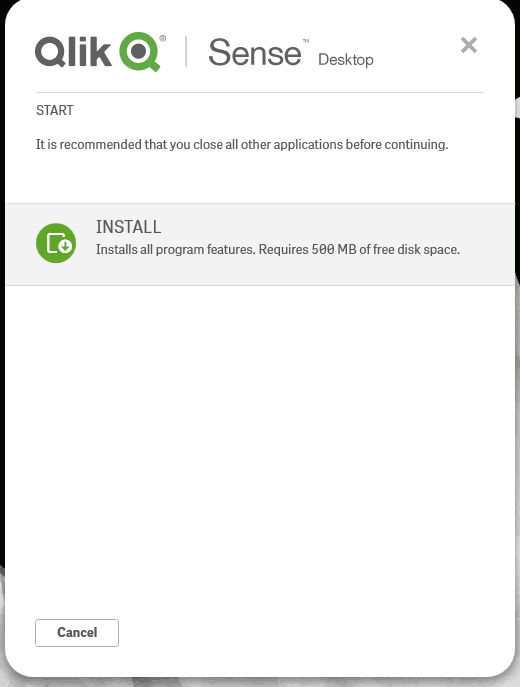 Qlik Q® Sense™ Desktop
START
It is recommended that you close all other applications before continuing.
INSTALL
Installs all program features. Requires 500 MB of free disk space.
Cancel